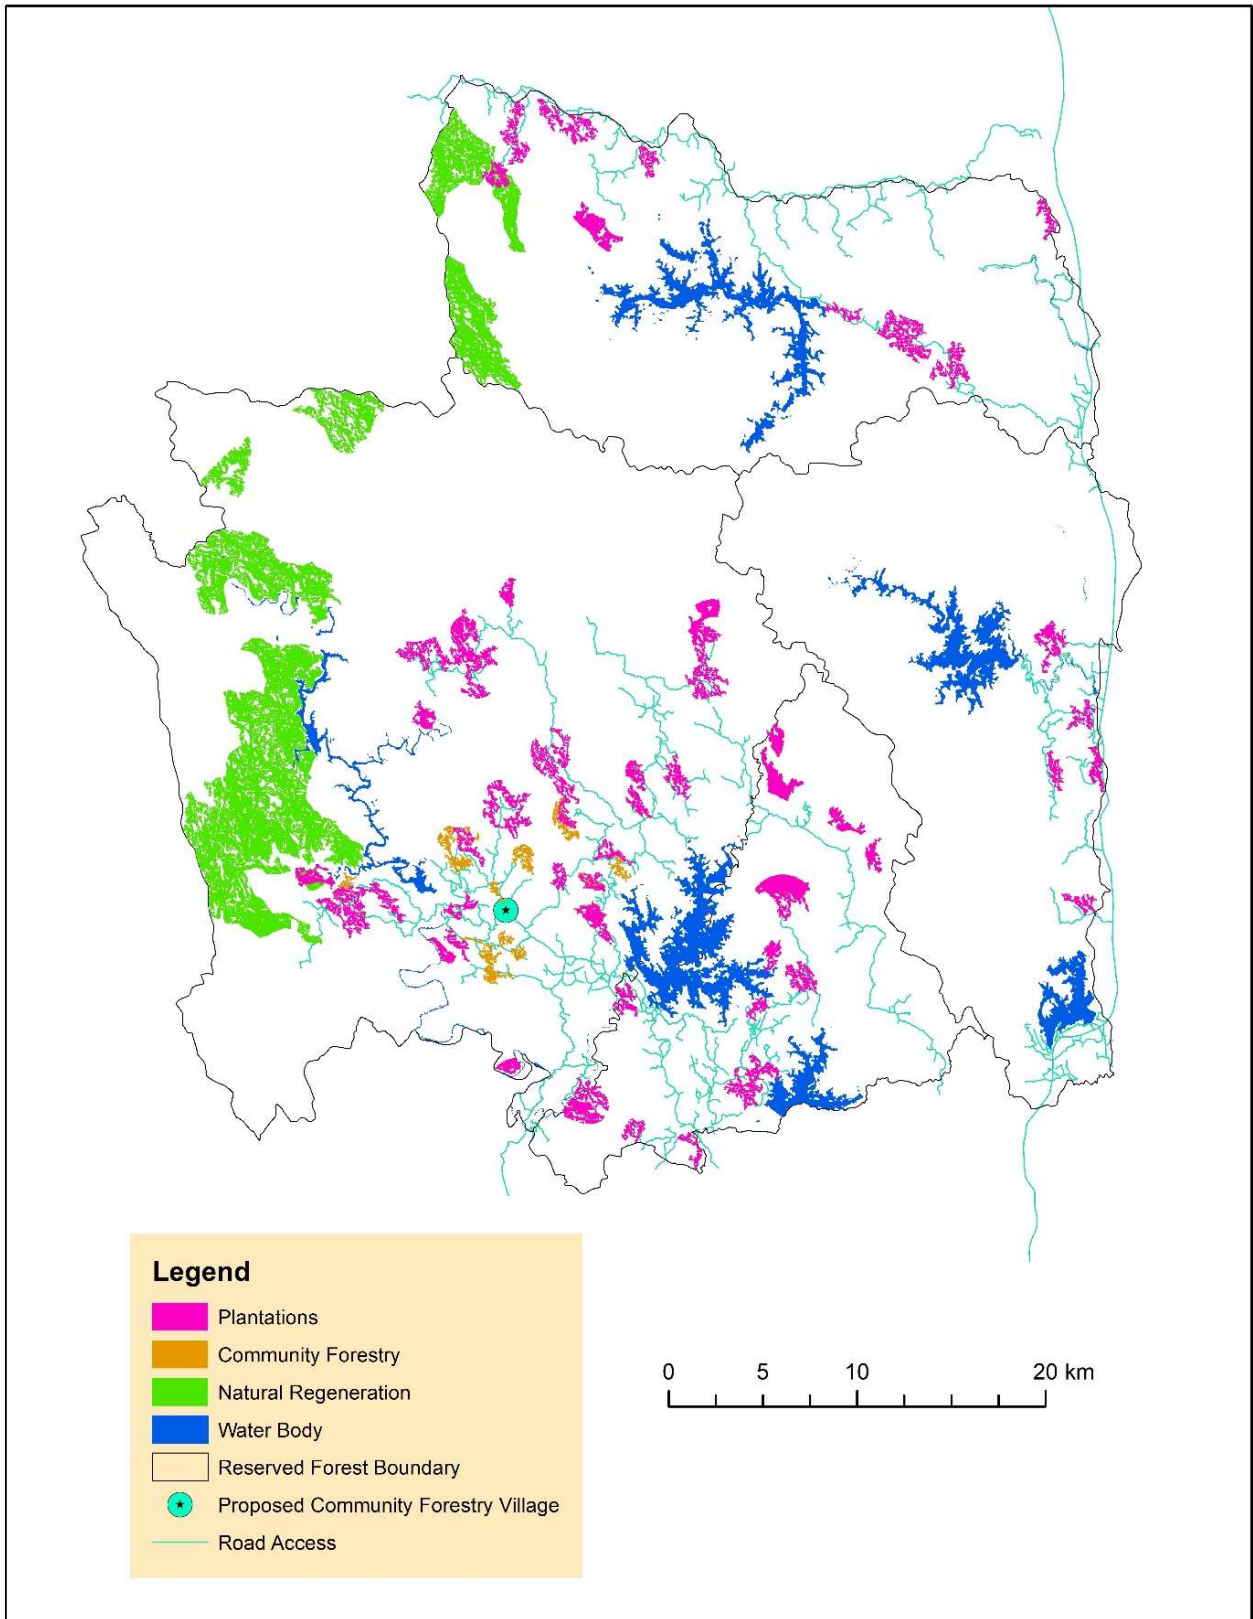 Legend
Plantations
Community Forestry
Natural Regeneration
Water Body
Reserved Forest Boundary
Proposed Community Forestry Village
Road Access
0 5 10 20 km